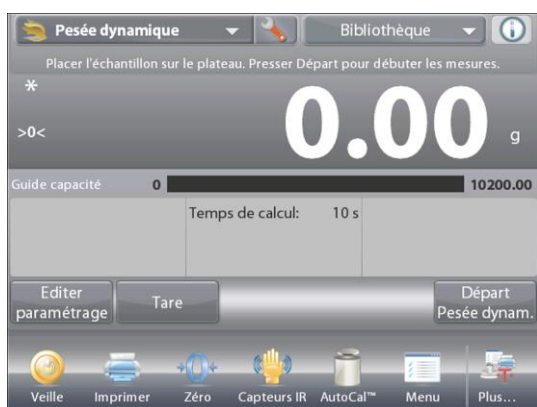 Pesée dynamique Bibliothèque
Placer l'échantillon sur le plateau. Presser Départ pour débuter les mesures.
*
>0<
0.00 g
Guide capacité 0 10200.00
Temps de calcul: 10 s
Editer paramétrage
Tare
Départ Pesée dynam.
Veille Imprimer Zéro Capteurs IR AutoCal™ Menu Plus...